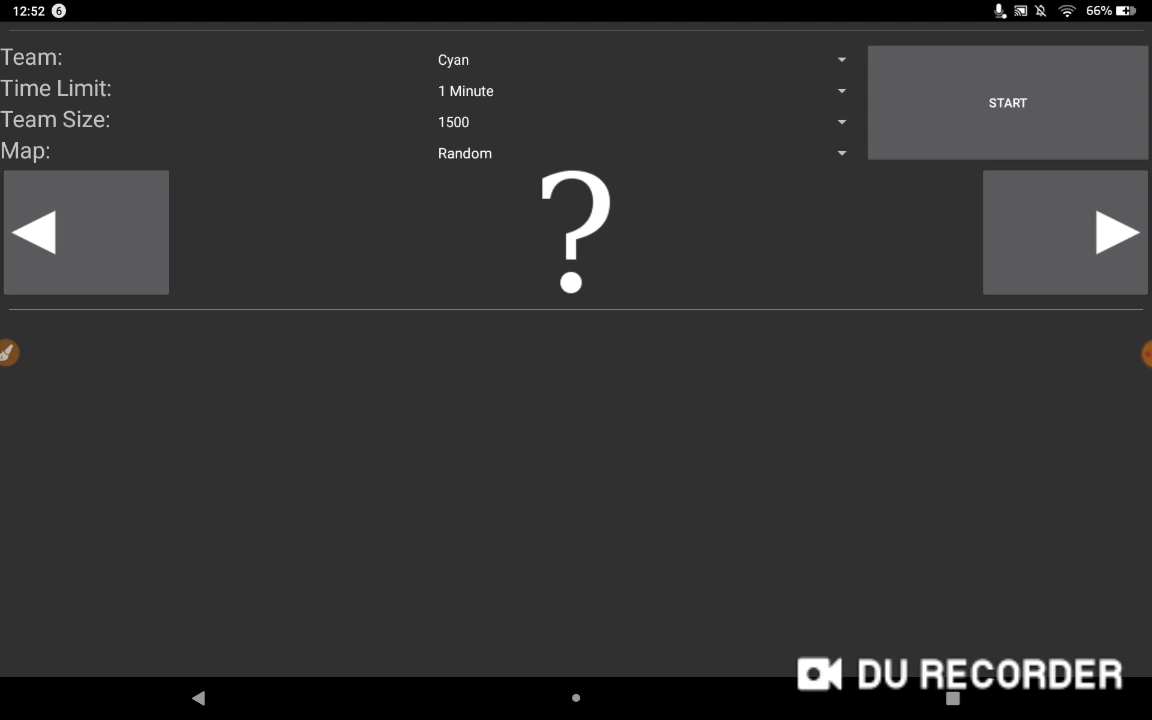 12:52 6 66%
Team: Cyan
Time Limit: 1 Minute
Team Size: 1500
Map: Random
START
?
DU RECORDER